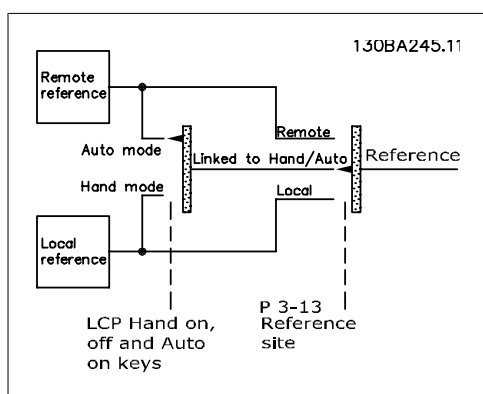 130BA245.11
Remote
reference
Remote
Auto mode
Linked to Hand/Auto
Reference
Hand mode
Local
Local
reference
LCP Hand on,
off and Auto
on keys
P 3-13
Reference
site